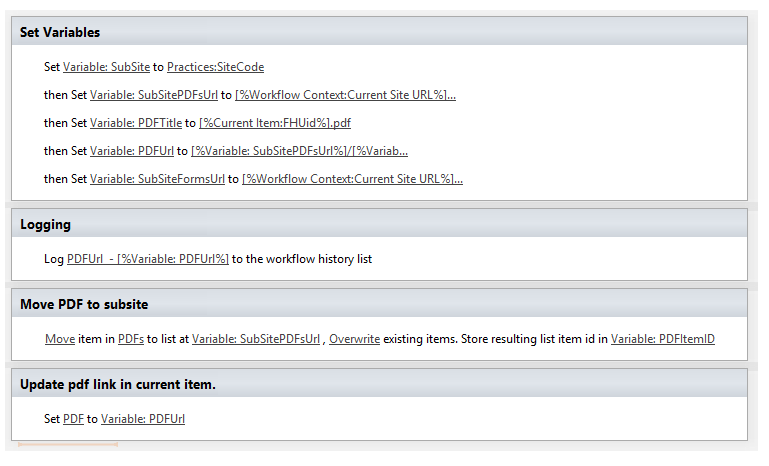 Set Variables
Set Variable: SubSite to Practices:SiteCode
then Set Variable: SubSitePDFsUrl to [%Workflow Context:Current Site URL%]...
then Set Variable: PDFTitle to [%Current Item:FHUid%].pdf
then Set Variable: PDFUrl to [%Variable: SubSitePDFsUrl%]/[%Variab...
then Set Variable: SubSiteFormsUrl to [%Workflow Context:Current Site URL%]...
Logging
Log PDFUrl - [%Variable: PDFUrl%] to the workflow history list
Move PDF to subsite
Move item in PDFs to list at Variable: SubSitePDFsUrl , Overwrite existing items. Store resulting list item id in Variable: PDFItemID
Update pdf link in current item.
Set PDF to Variable: PDFUrl